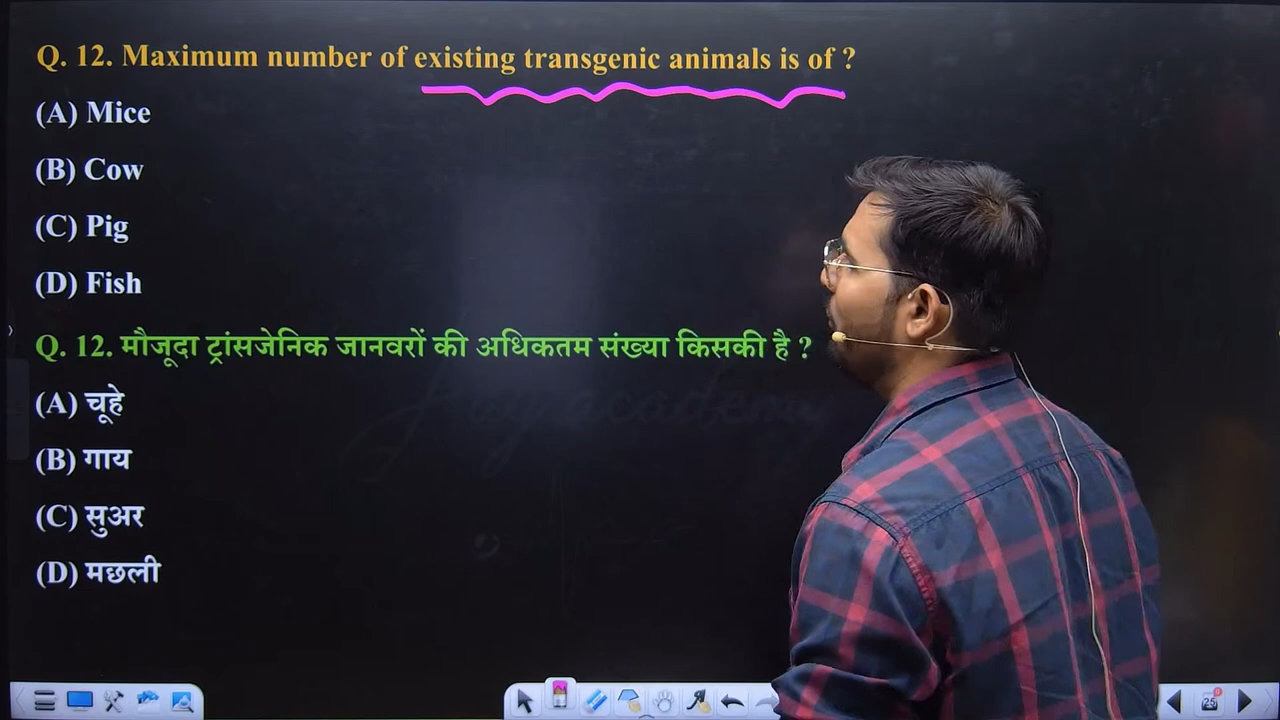 Q. 12. Maximum number of existing transgenic animals is of ?
(A) Mice
(B) Cow
(C) Pig
(D) Fish
Q. 12. मौजूदा ट्रांसजेनिक जानवरों की अधिकतम संख्या किसकी है ?
(A) चूहे
(B) गाय
(C) सुअर
(D) मछली
25